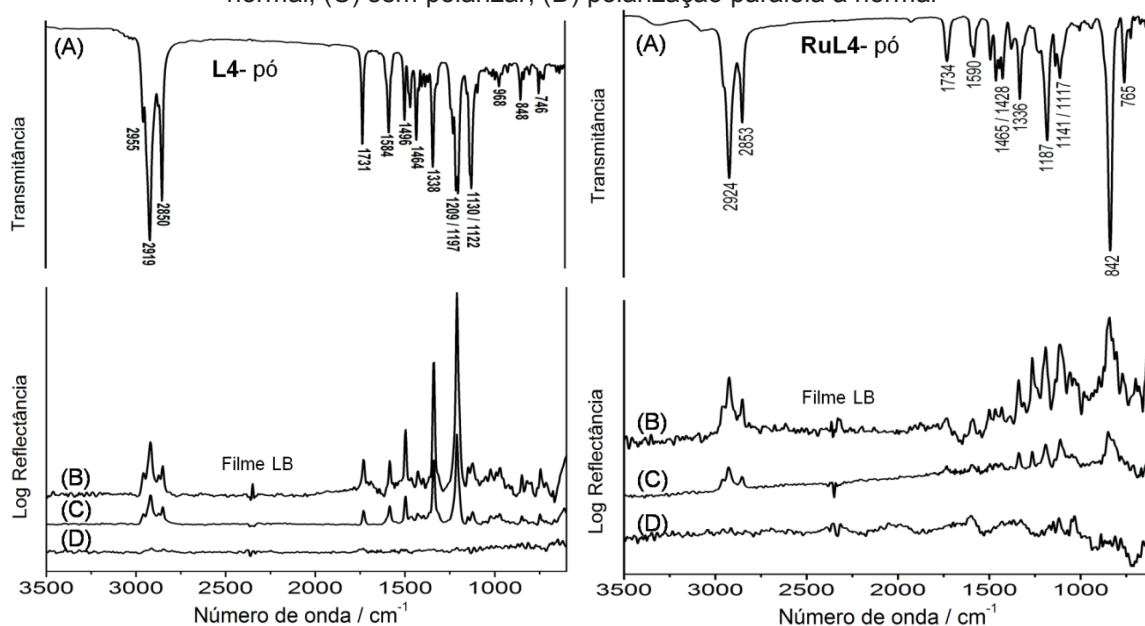 normal; (C) sem polarizar; (D) polarização paralela à normal
(A)
L4- pó
Transmitância
2955
2919
2850
1731
1584
1496
1464
1338
1209 / 1197
1130 / 1122
968
848
746
Log Reflectância
Filme LB
(B)
(C)
(D)
3500 3000 2500 2000 1500 1000
Número de onda / cm-1
(A)
RuL4- pó
Transmitância
2924
2853
1734
1590
1465 / 1428
1336
1187
1141 / 1117
842
765
Log Reflectância
Filme LB
(B)
(C)
(D)
3500 3000 2500 2000 1500 1000
Número de onda / cm-1